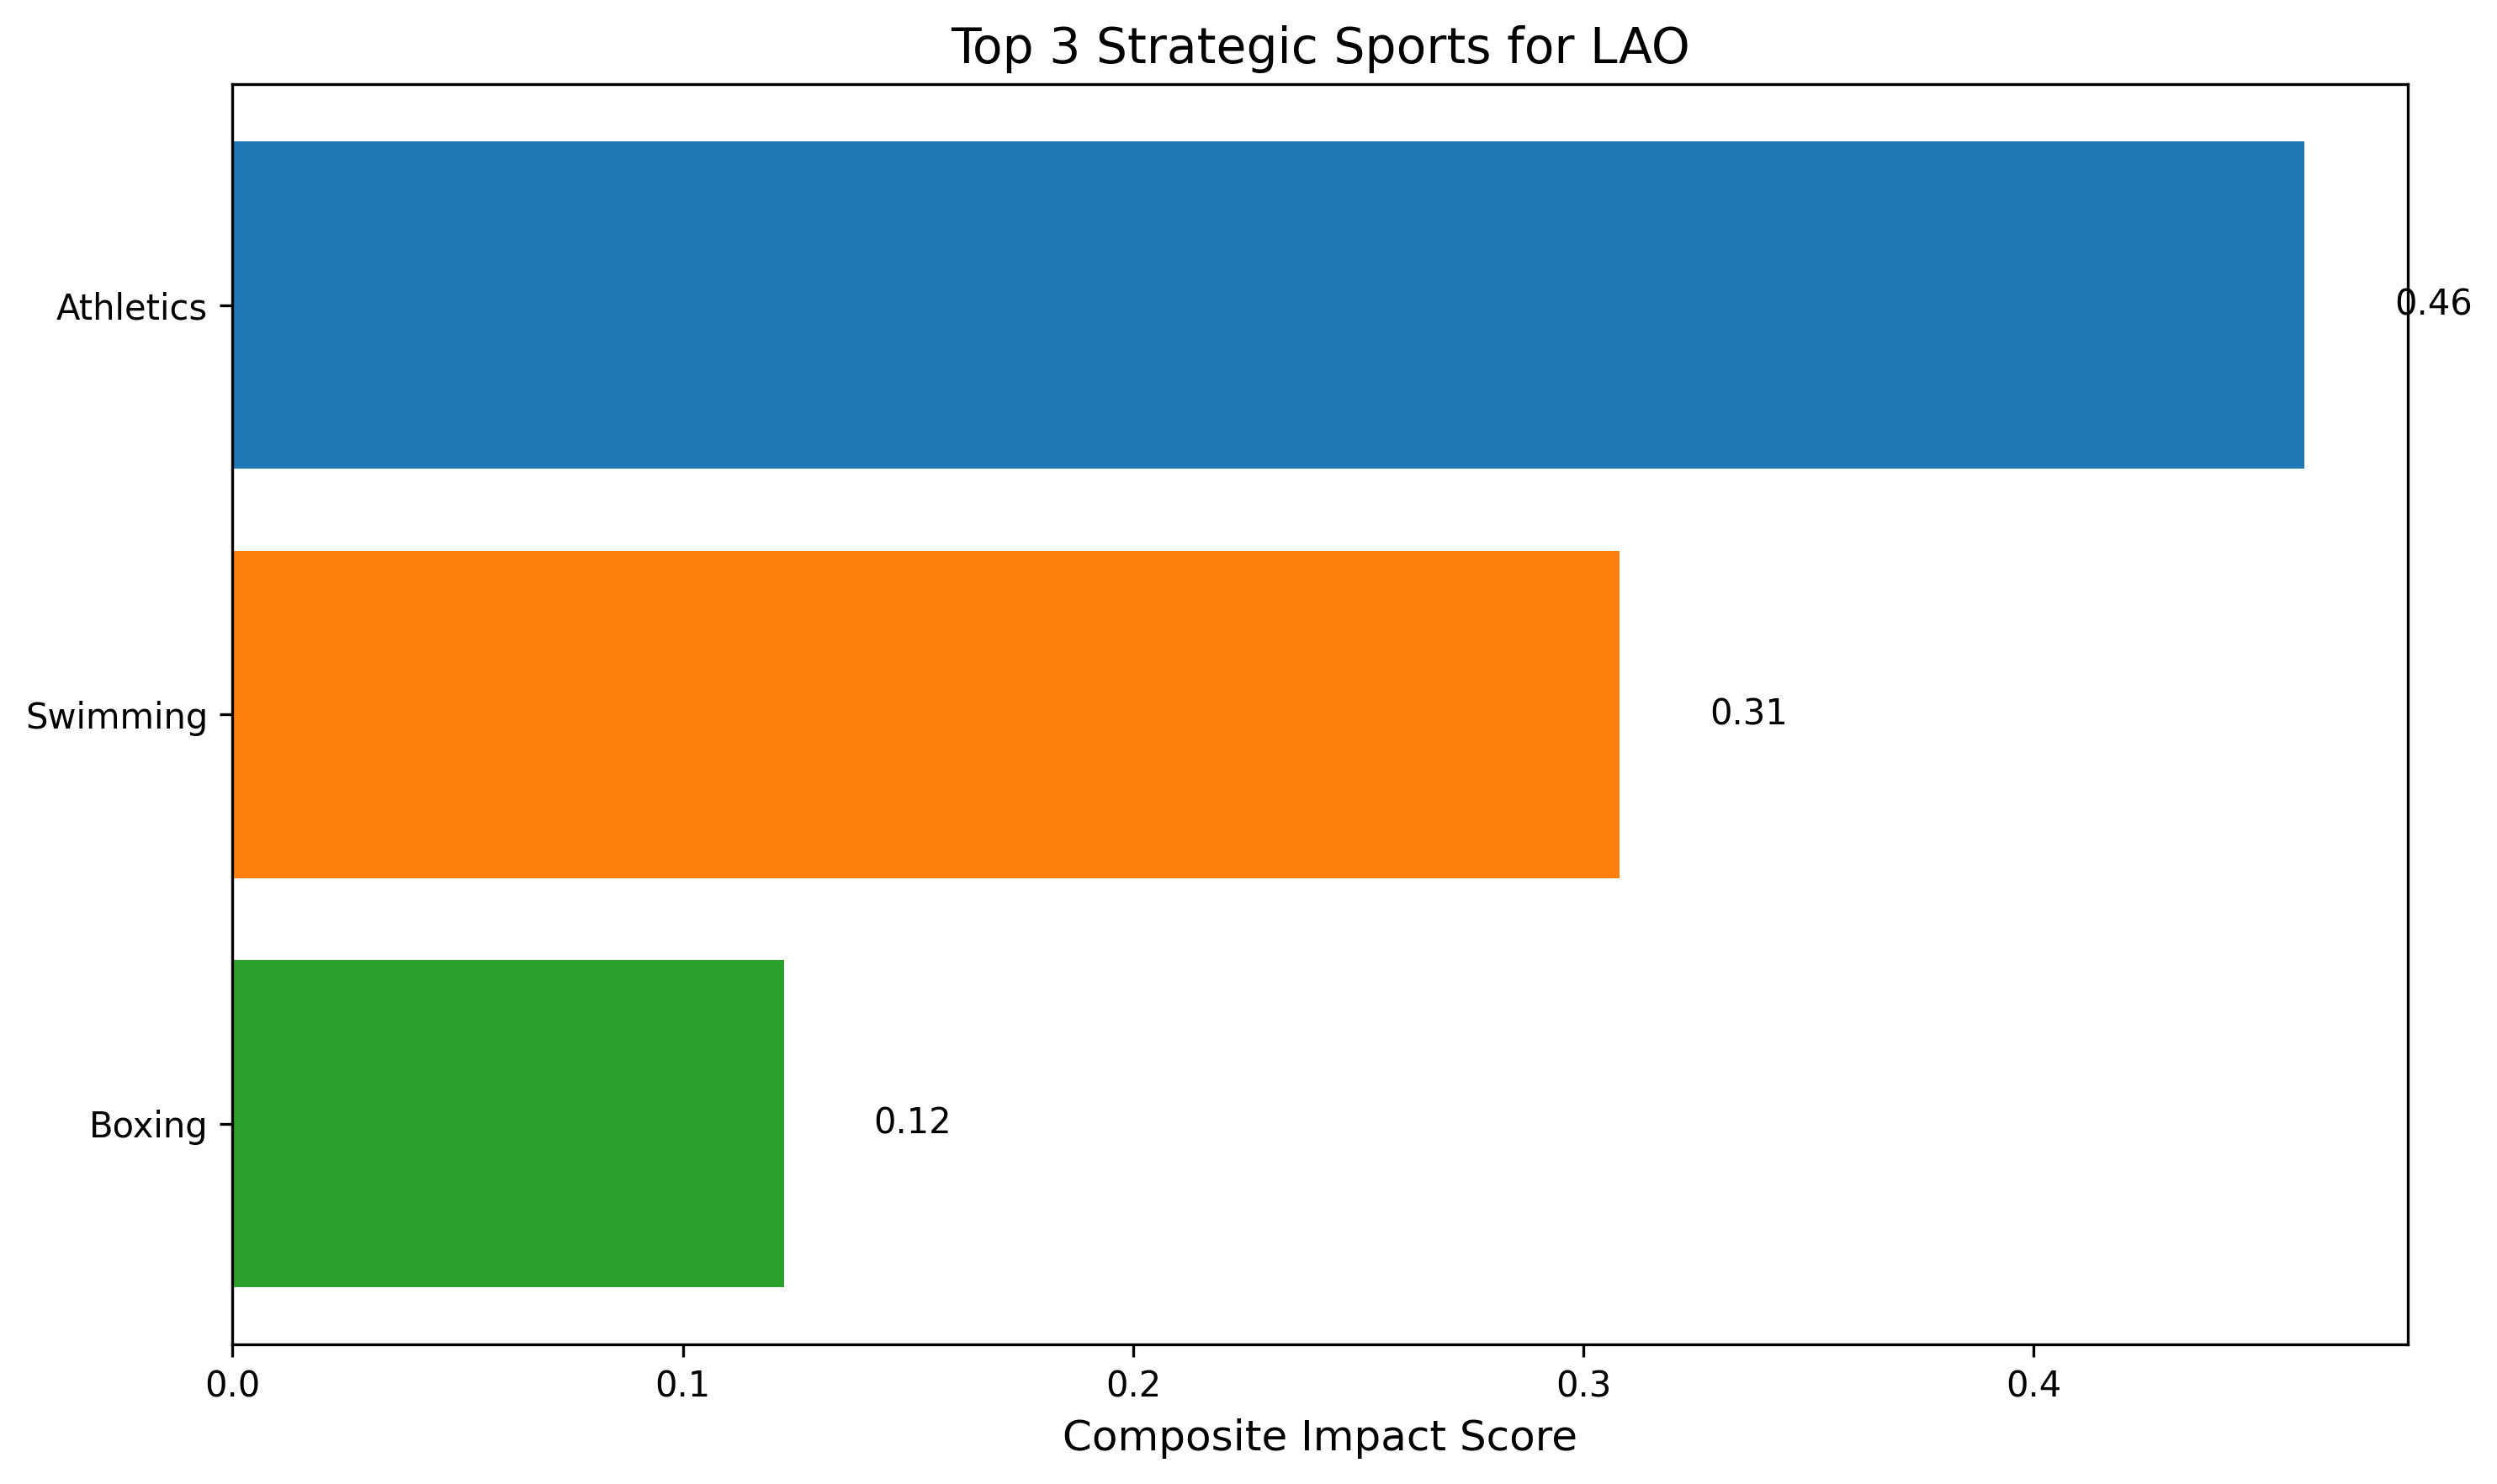 Top 3 Strategic Sports for LAO
Athletics
0.46
Swimming
0.31
Boxing
0.12
0.0 0.1 0.2 0.3 0.4
Composite Impact Score